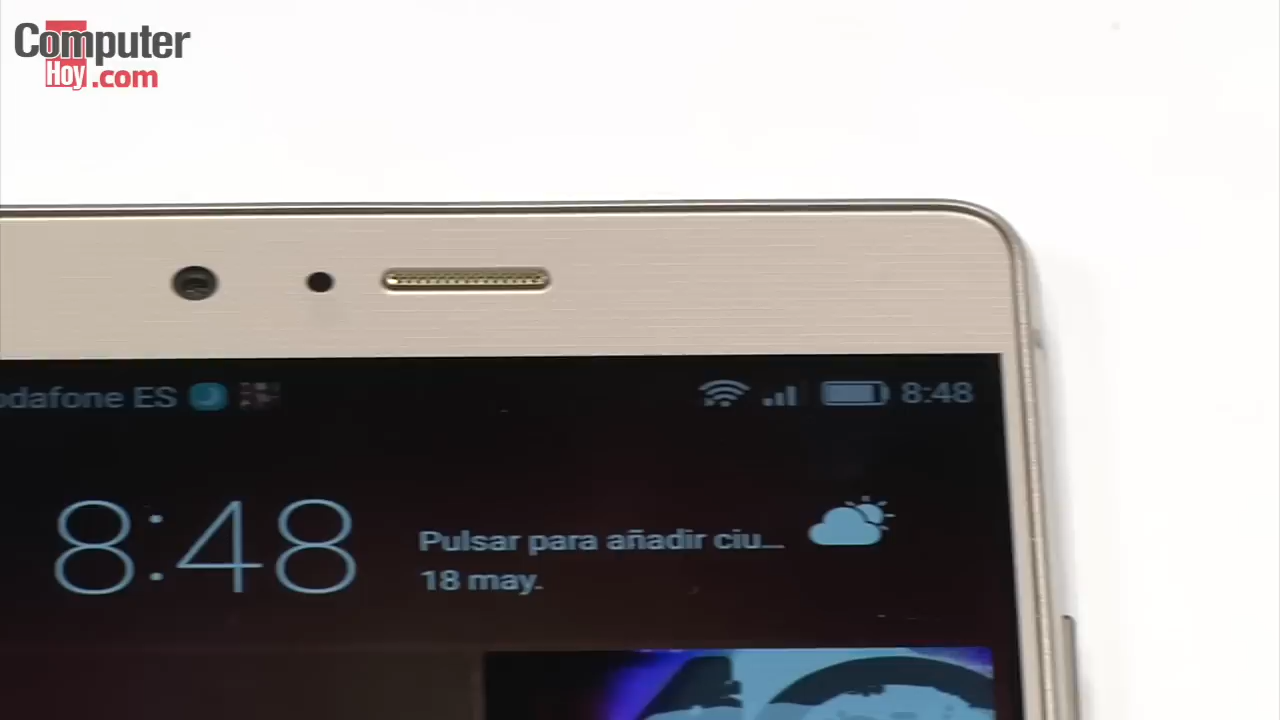 Computer
Hoy.com
odafone ES
8:48
8:48
Pulsar para añadir ciu...
18 may.